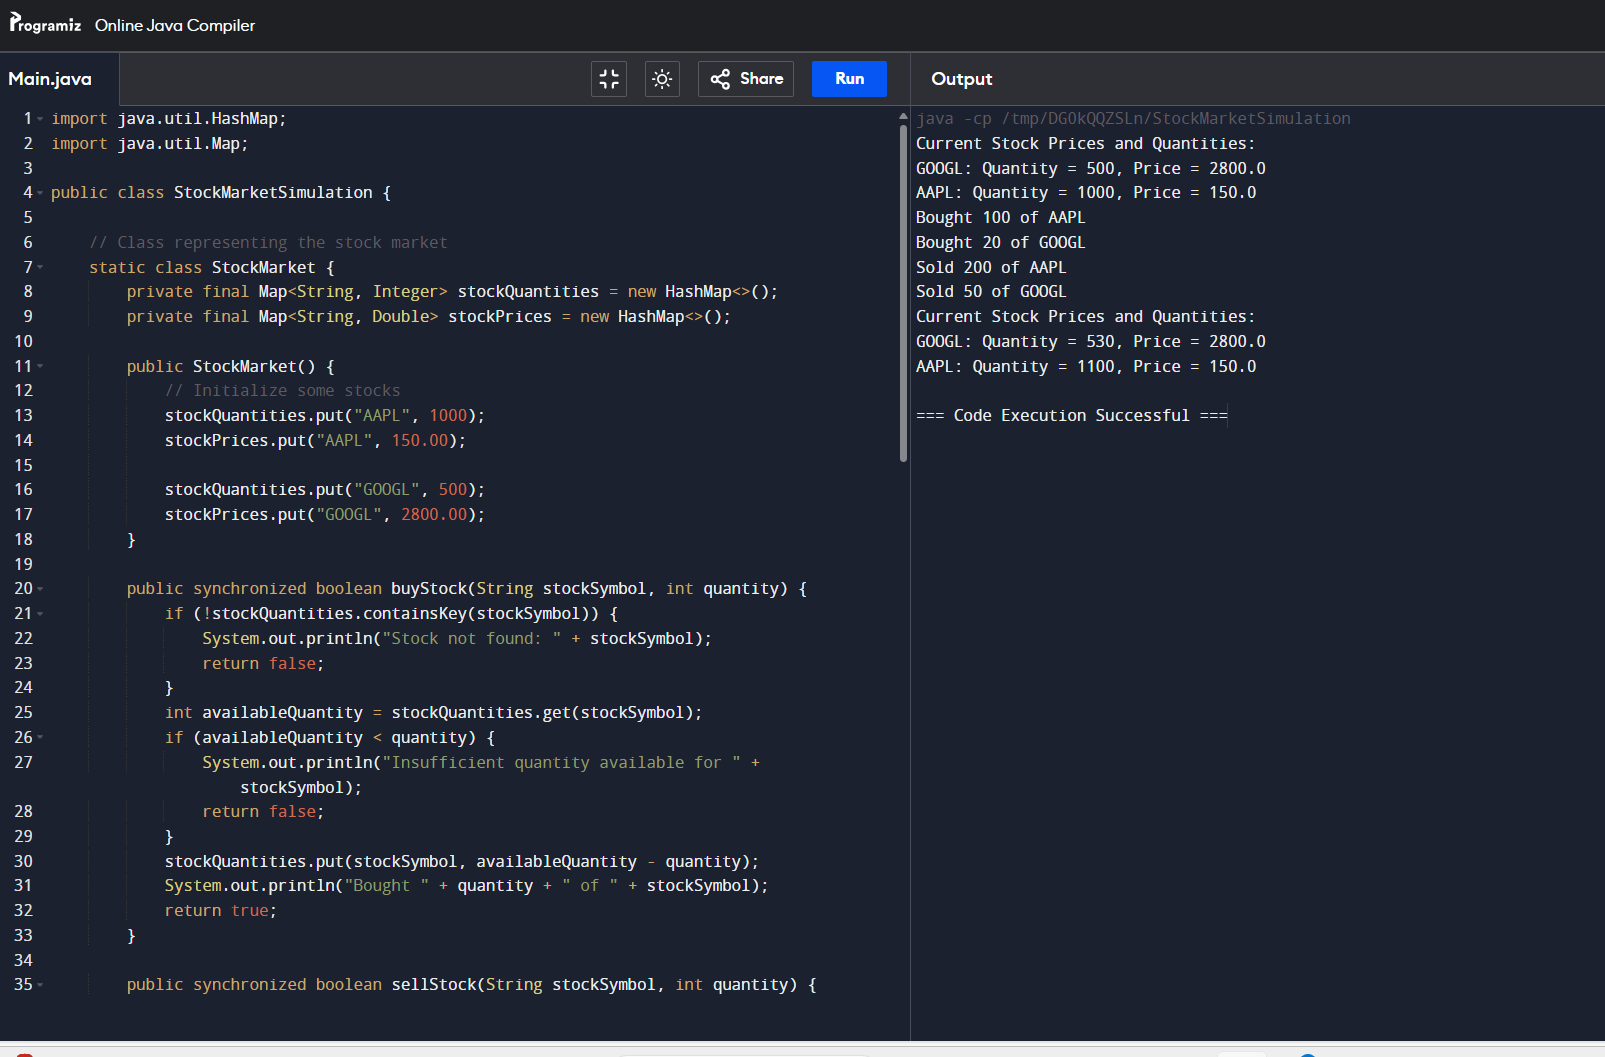 Programiz Online Java Compiler
Main.java
Share
Run
Output
1 import java.util.HashMap;
2 import java.util.Map;
3
4 public class StockMarketSimulation {
5
6     // Class representing the stock market
7     static class StockMarket {
8         private final Map<String, Integer> stockQuantities = new HashMap<>();
9         private final Map<String, Double> stockPrices = new HashMap<>();
10
11         public StockMarket() {
12             // Initialize some stocks
13             stockQuantities.put("AAPL", 1000);
14             stockPrices.put("AAPL", 150.00);
15
16             stockQuantities.put("GOOGL", 500);
17             stockPrices.put("GOOGL", 2800.00);
18         }
19
20         public synchronized boolean buyStock(String stockSymbol, int quantity) {
21             if (!stockQuantities.containsKey(stockSymbol)) {
22                 System.out.println("Stock not found: " + stockSymbol);
23                 return false;
24             }
25             int availableQuantity = stockQuantities.get(stockSymbol);
26             if (availableQuantity < quantity) {
27                 System.out.println("Insufficient quantity available for " +
stockSymbol);
28                 return false;
29             }
30             stockQuantities.put(stockSymbol, availableQuantity - quantity);
31             System.out.println("Bought " + quantity + " of " + stockSymbol);
32             return true;
33         }
34
35         public synchronized boolean sellStock(String stockSymbol, int quantity) {
java -cp /tmp/DG0kQQZSLn/StockMarketSimulation
Current Stock Prices and Quantities:
GOOGL: Quantity = 500, Price = 2800.0
AAPL: Quantity = 1000, Price = 150.0
Bought 100 of AAPL
Bought 20 of GOOGL
Sold 200 of AAPL
Sold 50 of GOOGL
Current Stock Prices and Quantities:
GOOGL: Quantity = 530, Price = 2800.0
AAPL: Quantity = 1100, Price = 150.0
=== Code Execution Successful ===